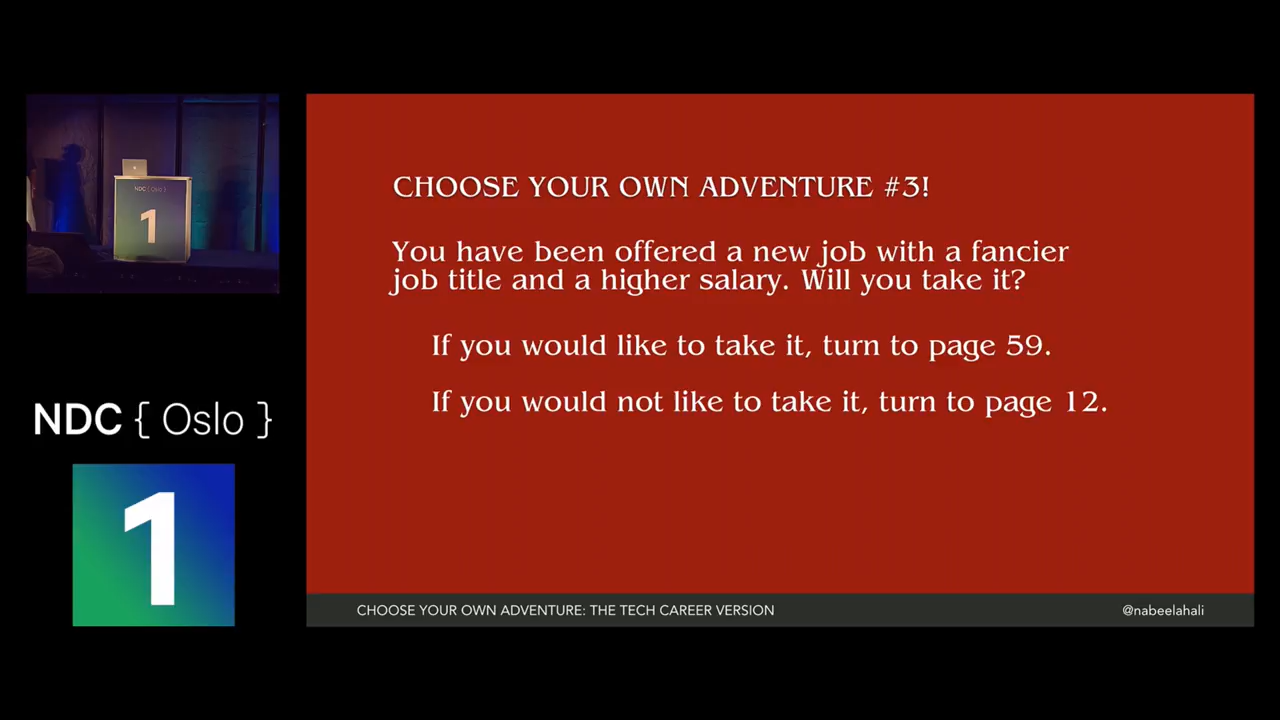 NDC { Oslo }
1
NDC { Oslo }
1
CHOOSE YOUR OWN ADVENTURE #3!
You have been offered a new job with a fancier
job title and a higher salary. Will you take it?
If you would like to take it, turn to page 59.
If you would not like to take it, turn to page 12.
CHOOSE YOUR OWN ADVENTURE: THE TECH CAREER VERSION
@nabeelahali